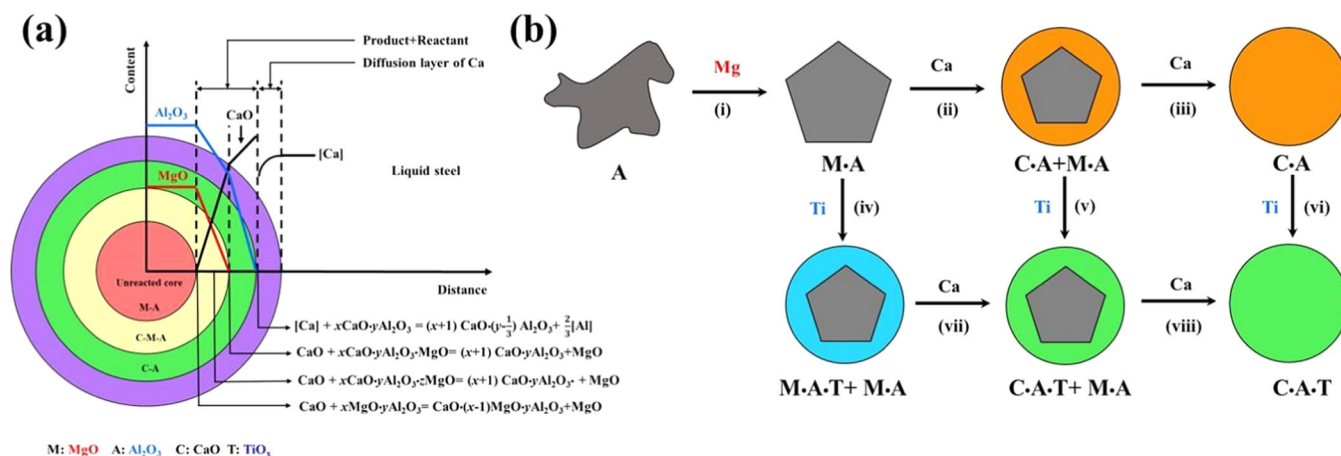 (a)
Content
Product+Reactant
Diffusion layer of Ca
Al₂O₃
CaO
[Ca]
MgO
Liquid steel
Unreacted core
M-A
C-M-A
C-A
Distance
[Ca] + xCaO·yAl₂O₃ = (x+1) CaO·(y-1/3) Al₂O₃+ 2/3[Al]
CaO + xCaO·yAl₂O₃·MgO= (x+1) CaO·yAl₂O₃+MgO
CaO + xCaO·yAl₂O₃·zMgO= (x+1) CaO·yAl₂O₃· + MgO
CaO + xMgO·yAl₂O₃= CaO·(x-1)MgO·yAl₂O₃+MgO
M: MgO A: Al₂O₃ C: CaO T: TiO₃
(b)
Mg
(i)
Ca
(ii)
Ca
(iii)
A
M·A
C·A+M·A
C·A
Ti (iv)
Ti (v)
Ti (vi)
Ca
(vii)
Ca
(viii)
M·A·T+ M·A
C·A·T+ M·A
C·A·T